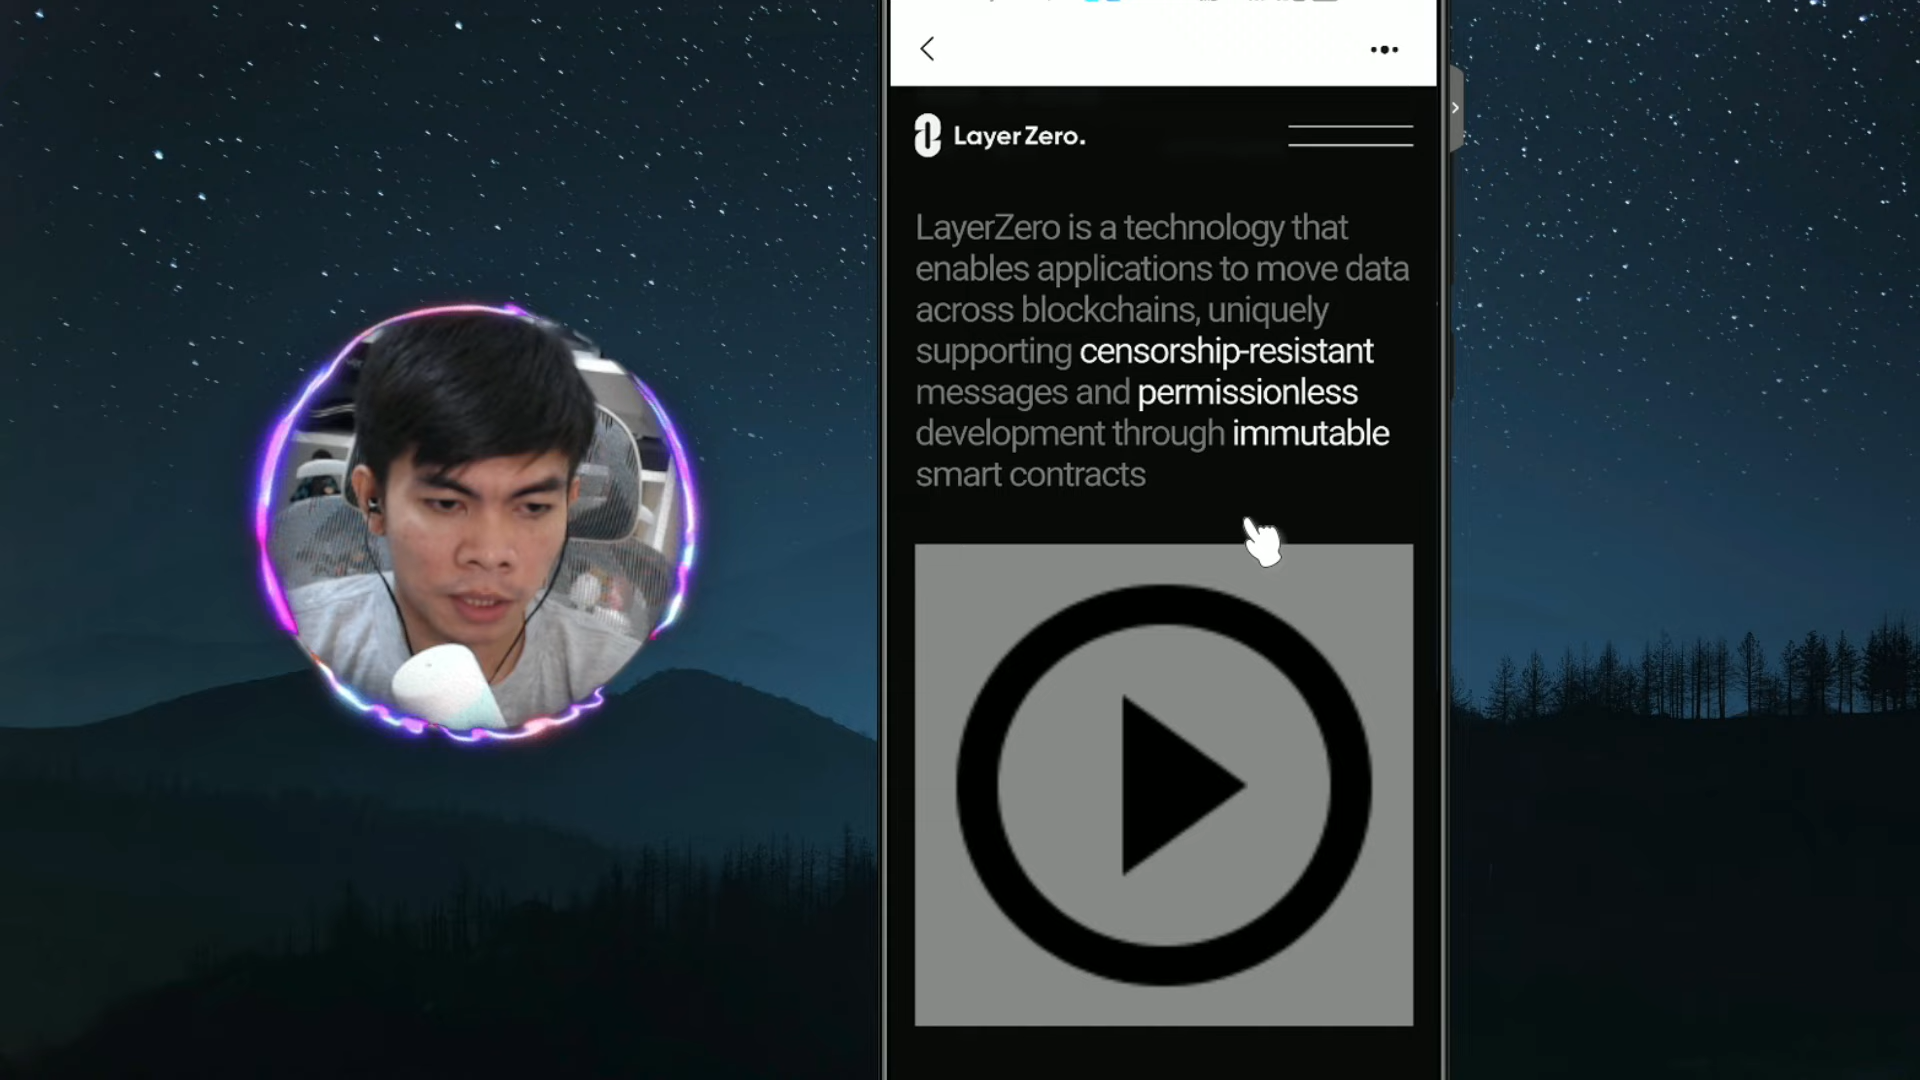 LayerZero.
LayerZero is a technology that
enables applications to move data
across blockchains, uniquely
supporting censorship-resistant
messages and permissionless
development through immutable
smart contracts